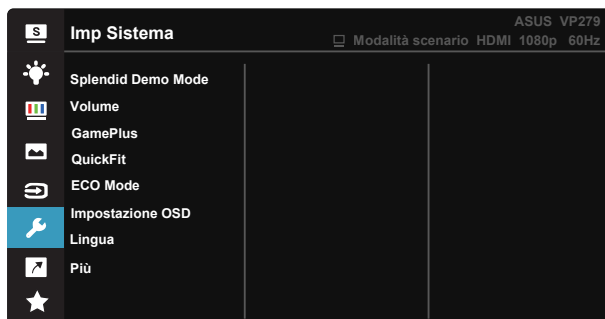 S
Imp Sistema
ASUS VP279
Modalità scenario HDMI 1080p 60Hz
Splendid Demo Mode
Volume
GamePlus
QuickFit
ECO Mode
Impostazione OSD
Lingua
Più